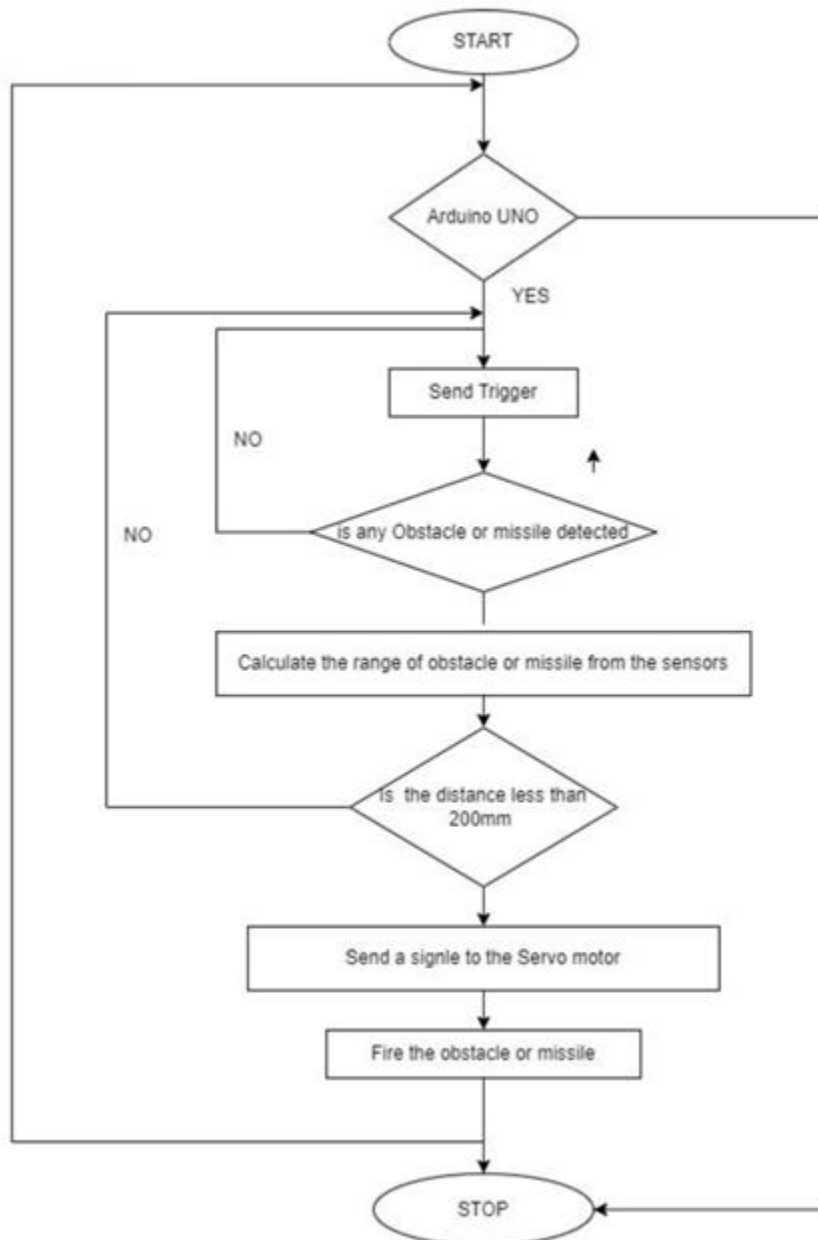 START
Arduino UNO
YES
Send Trigger
NO
is any Obstacle or missile detected
NO
Calculate the range of obstacle or missile from the sensors
Is the distance less than
200mm
Send a signle to the Servo motor
Fire the obstacle or missile
STOP